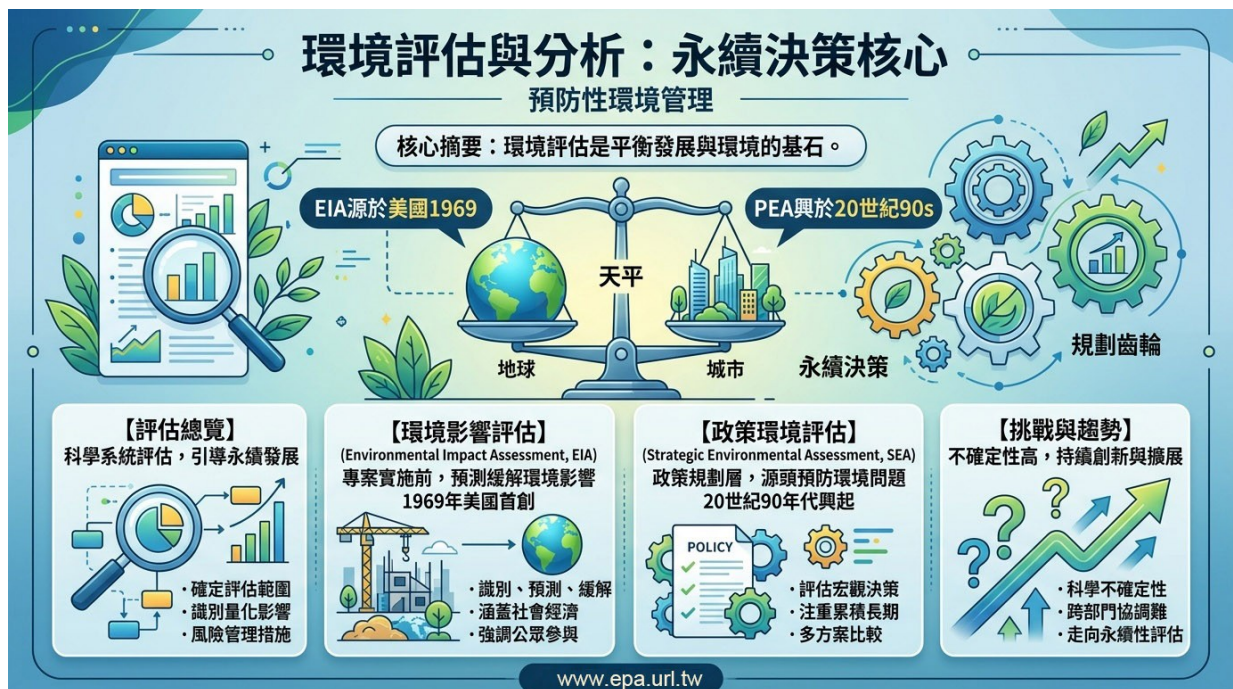 環境評估與分析：永續決策核心
預防性環境管理
核心摘要：環境評估是平衡發展與環境的基石。
EIA源於美國1969
PEA興於20世紀90s
天平
地球
城市
永續決策
規劃齒輪
【評估總覽】
科學系統評估，引導永續發展
·確定評估範圍
·識別量化影響
·風險管理措施
【環境影響評估】
(Environmental Impact Assessment, EIA)
專案實施前，預測緩解環境影響
1969年美國首創
·識別、預測、緩解
·涵蓋社會經濟
·強調公眾參與
【政策環境評估】
(Strategic Environmental Assessment, SEA)
政策規劃層，源頭預防環境問題
20世紀90年代興起
POLICY
·評估宏觀決策
·注重累積長期
·多方案比較
【挑戰與趨勢】
不確定性高，持續創新與擴展
·科學不確定性
·跨部門協調難
·走向永續性評估
www.epa.url.tw